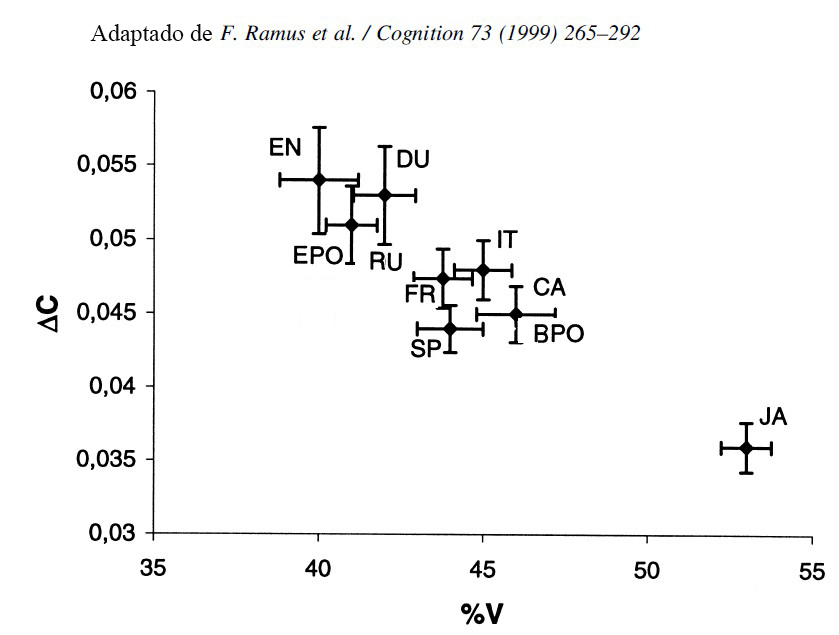 Adaptado de F. Ramus et al. / Cognition 73 (1999) 265–292
0,06
EN
DU
0,055
0,05
IT
EPO
RU
CA
FR
ΔC
0,045
BPO
SP
0,04
JA
0,035
0,03
35 40 45 50 55
%V